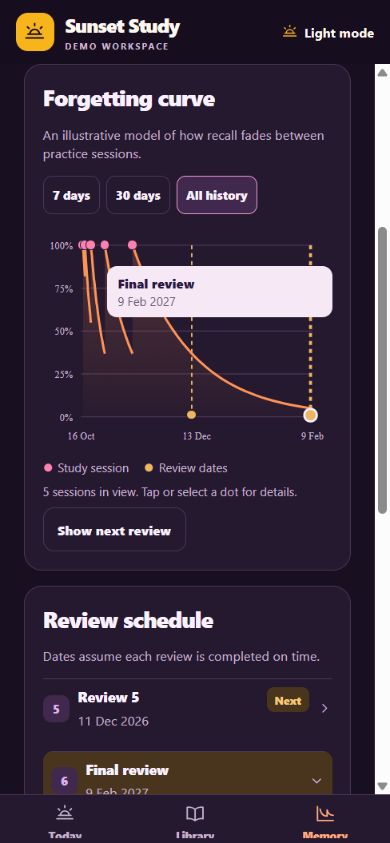 Sunset Study
DEMO WORKSPACE
Light mode
Forgetting curve
An illustrative model of how recall fades between
practice sessions.
7 days
30 days
All history
100%
75%
50%
25%
0%
Final review
9 Feb 2027
16 Oct
13 Dec
9 Feb
Study session
Review dates
5 sessions in view. Tap or select a dot for details.
Show next review
Review schedule
Dates assume each review is completed on time.
5
Review 5
11 Dec 2026
Next
6
Final review
9 Feb 2027
Today
Library
Memory